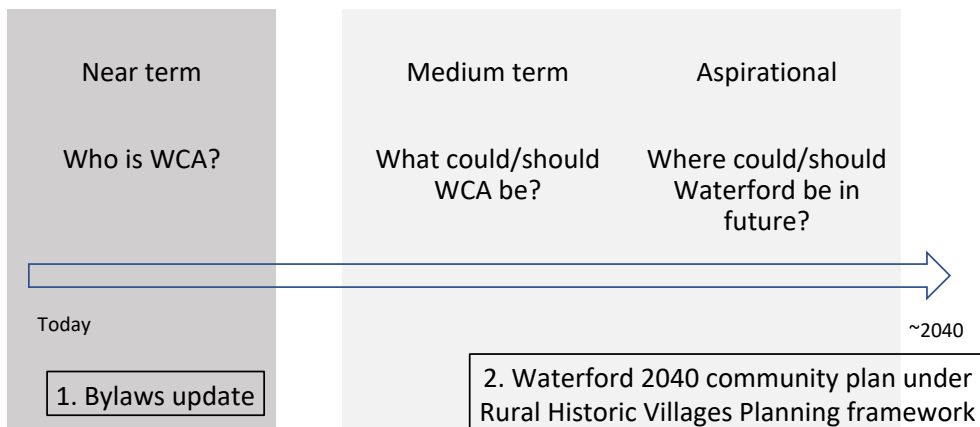 Near term
Medium term
Aspirational
Who is WCA?
What could/should
WCA be?
Where could/should
Waterford be in
future?
Today
~2040
1. Bylaws update
2. Waterford 2040 community plan under
Rural Historic Villages Planning framework